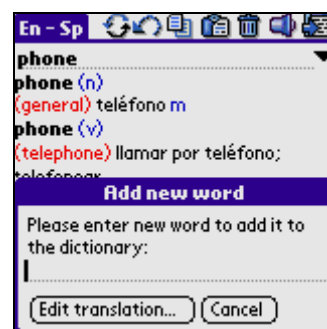 En - Sp
phone
phone (n)
(general) teléfono m
phone (v)
(telephone) llamar por teléfono;
telefonear
Add new word
Please enter new word to add it to
the dictionary:
Edit translation...
Cancel